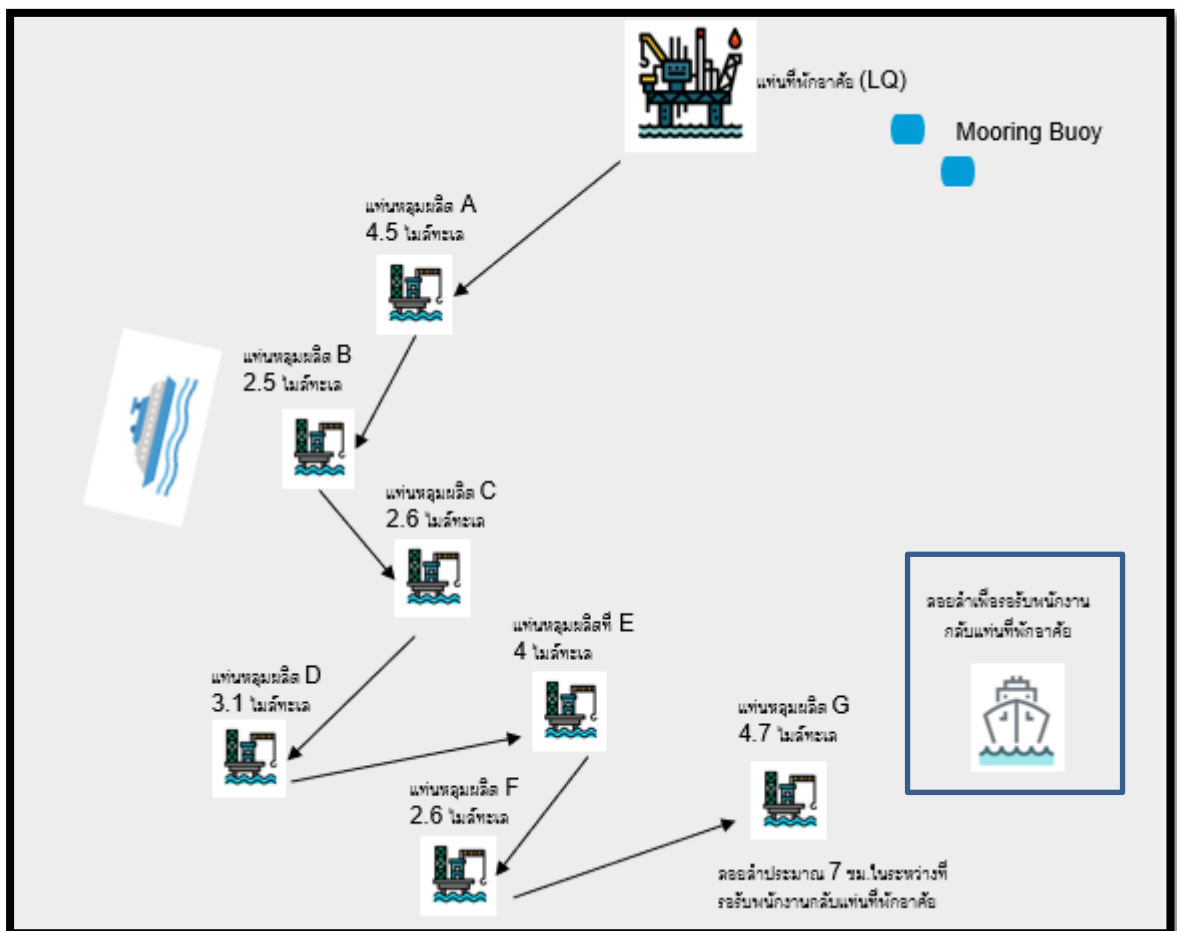 แท่นที่พักอาศัย (LQ)
Mooring Buoy
แท่นหลุมผลิต A
4.5 ไมล์ทะเล
แท่นหลุมผลิต B
2.5 ไมล์ทะเล
แท่นหลุมผลิต C
2.6 ไมล์ทะเล
ลอยลำเพื่อรอรับพนักงาน
กลับแท่นที่พักอาศัย
แท่นหลุมผลิตที่ E
4 ไมล์ทะเล
แท่นหลุมผลิต D
3.1 ไมล์ทะเล
แท่นหลุมผลิต G
4.7 ไมล์ทะเล
แท่นหลุมผลิต F
2.6 ไมล์ทะเล
ลอยลำประมาณ 7 ชม.ในระหว่างที่
รอรับพนักงานกลับแท่นที่พักอาศัย